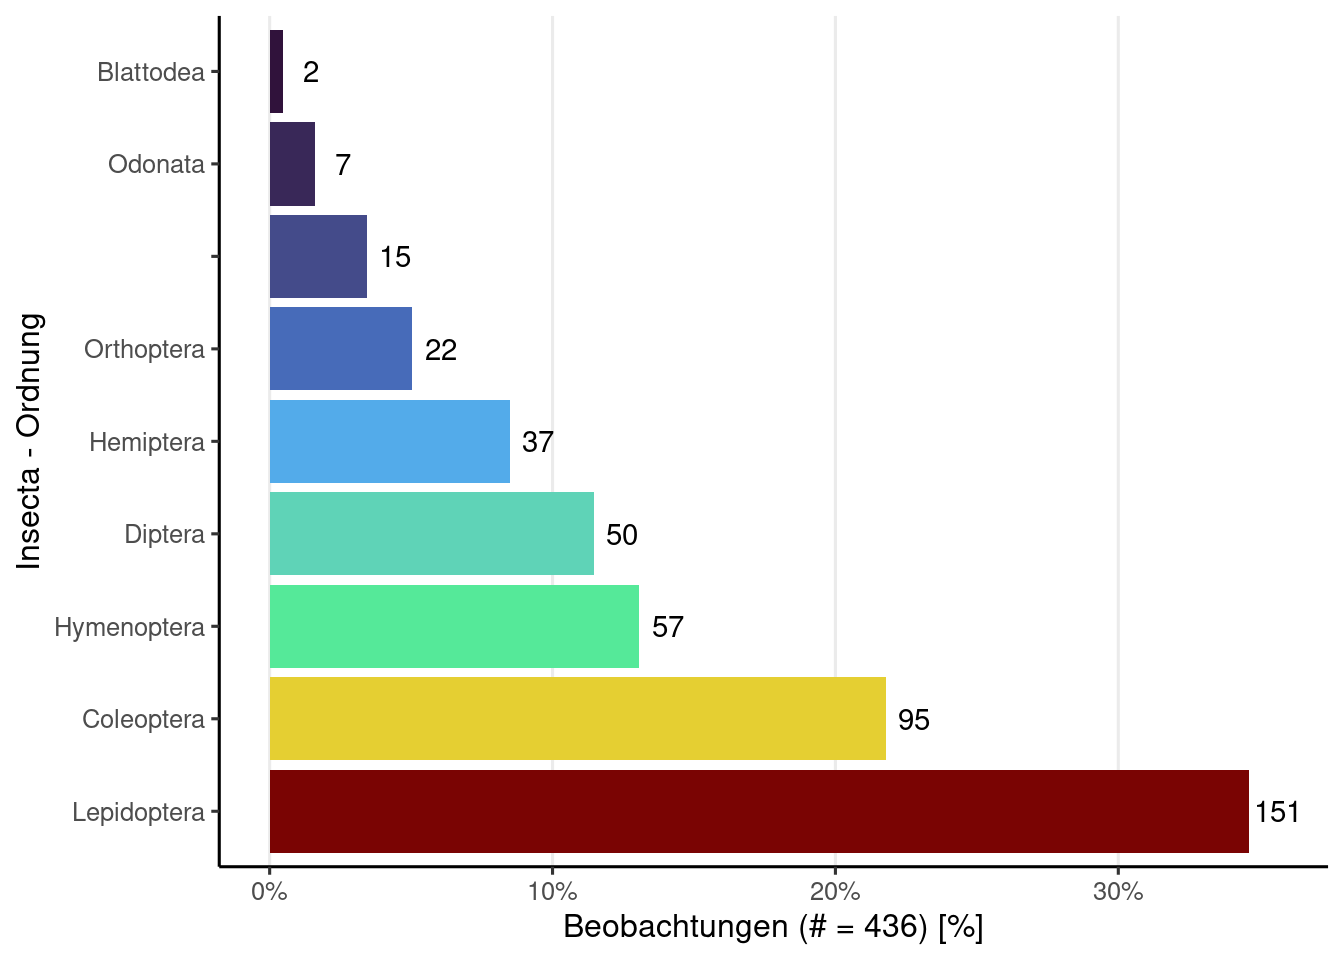 Insecta - Ordnung
Blattodea 2
Odonata 7
15
Orthoptera 22
Hemiptera 37
Diptera 50
Hymenoptera 57
Coleoptera 95
Lepidoptera 151
0% 10% 20% 30%
Beobachtungen (# = 436) [%]